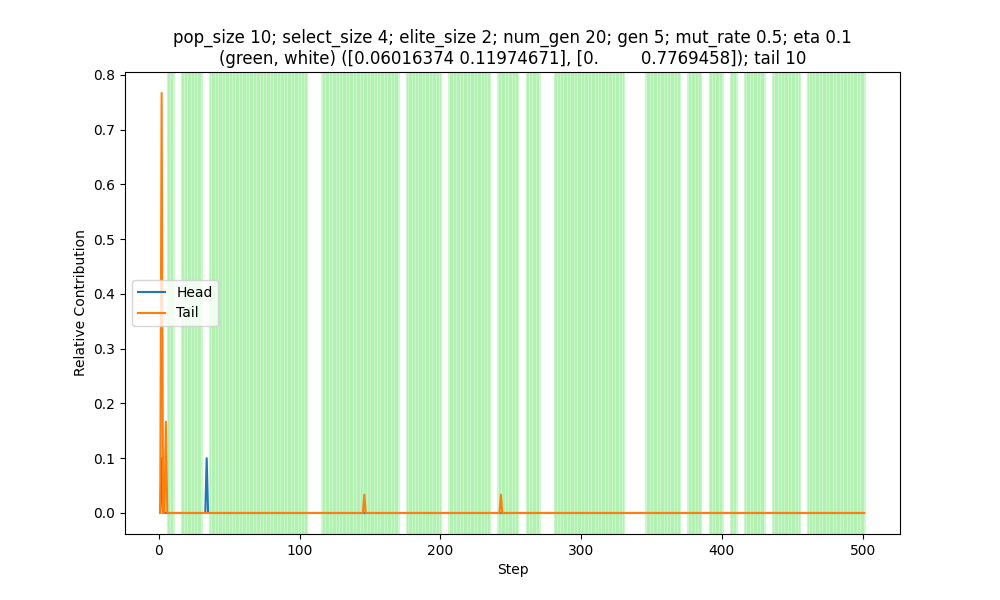 pop_size 10; select_size 4; elite_size 2; num_gen 20; gen 5; mut_rate 0.5; eta 0.1
(green, white) ([0.06016374 0.11974671], [0.         0.7769458]); tail 10
Relative Contribution
0.8
0.7
0.6
0.5
0.4
0.3
0.2
0.1
0.0
Head
Tail
0 100 200 300 400 500
Step